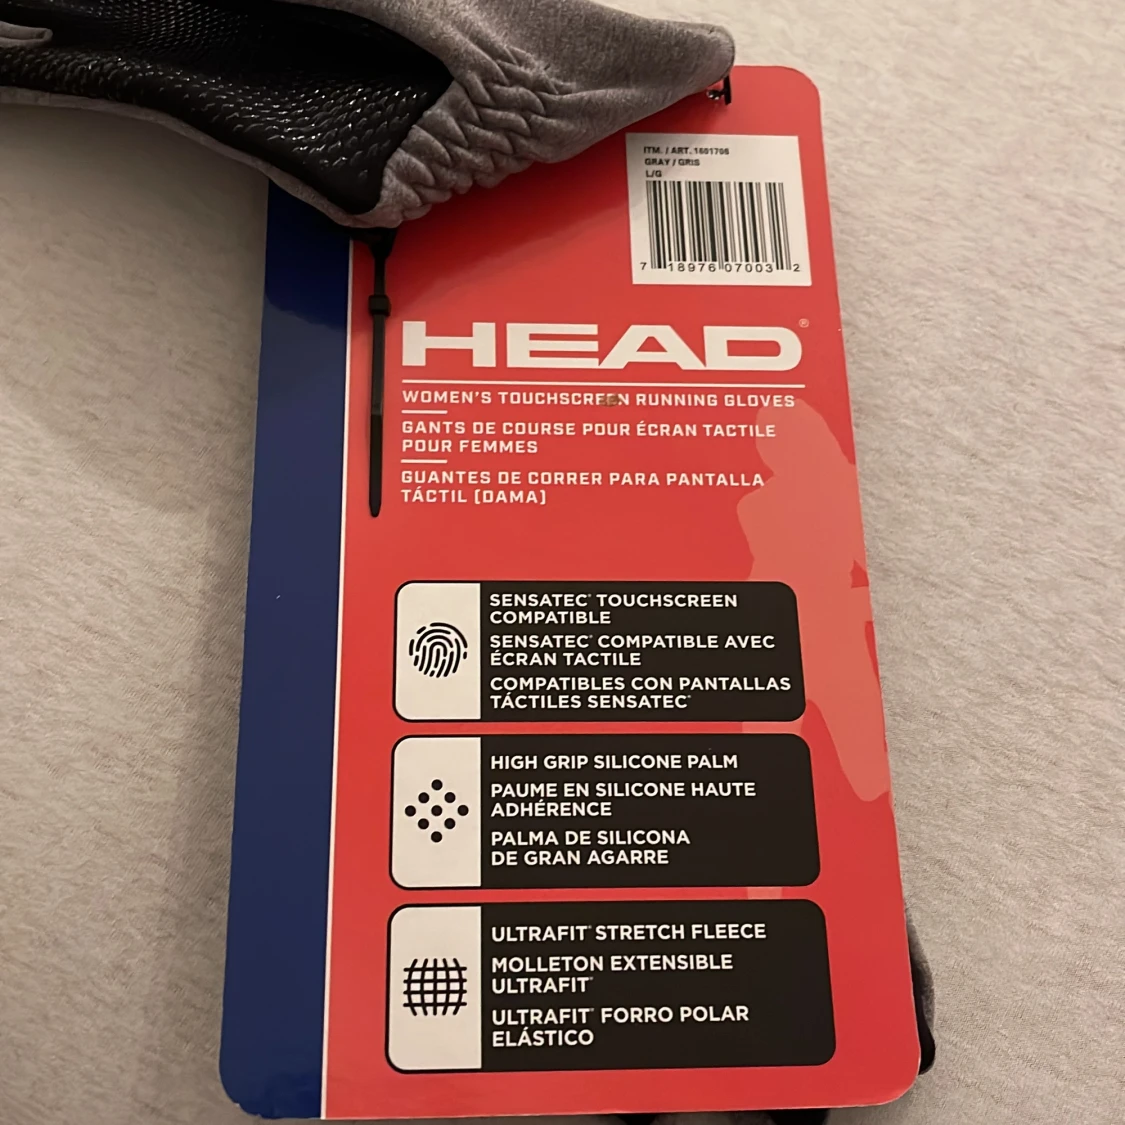 ITM. / ART. 1601706
GRAY / GRIS
L/G
7 18976 07003 2
HEAD®
WOMEN'S TOUCHSCREEN RUNNING GLOVES
GANTS DE COURSE POUR ÉCRAN TACTILE
POUR FEMMES
GUANTES DE CORRER PARA PANTALLA
TÁCTIL (DAMA)
SENSATEC® TOUCHSCREEN
COMPATIBLE
SENSATEC® COMPATIBLE AVEC
ÉCRAN TACTILE
COMPATIBLES CON PANTALLAS
TÁCTILES SENSATEC®
HIGH GRIP SILICONE PALM
PAUME EN SILICONE HAUTE
ADHÉRENCE
PALMA DE SILICONA
DE GRAN AGARRE
ULTRAFIT® STRETCH FLEECE
MOLLETON EXTENSIBLE
ULTRAFIT®
ULTRAFIT® FORRO POLAR
ELÁSTICO